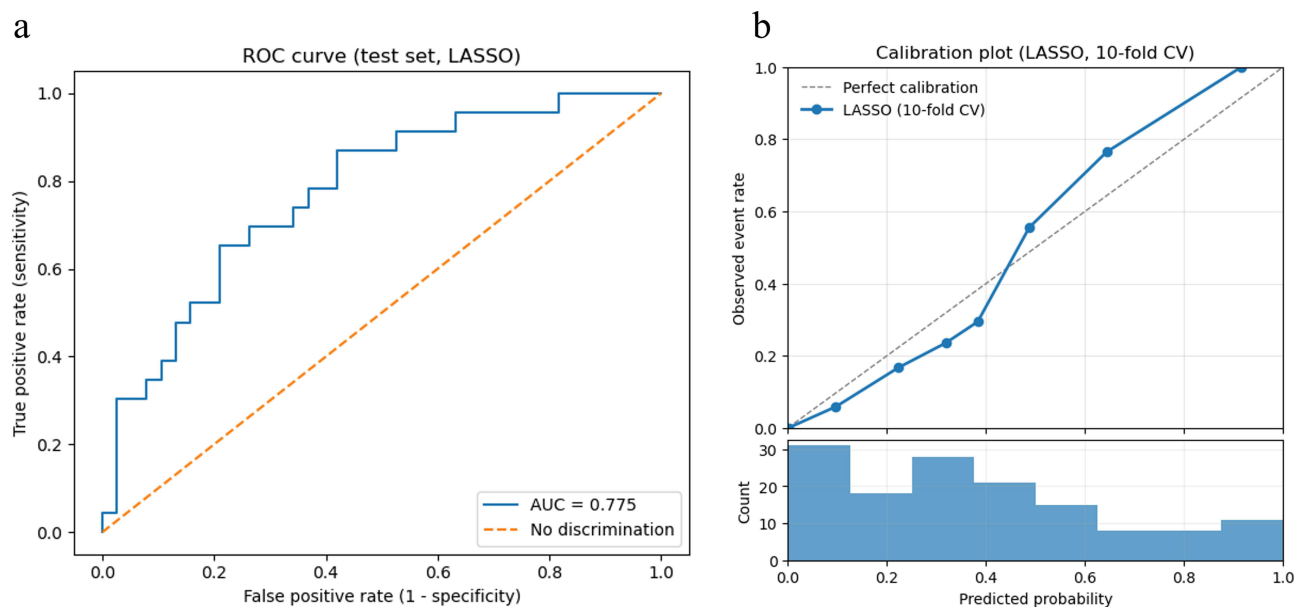 a
ROC curve (test set, LASSO)
True positive rate (sensitivity)
1.0
0.8
0.6
0.4
0.2
0.0
AUC = 0.775
No discrimination
0.0 0.2 0.4 0.6 0.8 1.0
False positive rate (1 - specificity)
b
Calibration plot (LASSO, 10-fold CV)
Observed event rate
1.0
0.8
0.6
0.4
0.2
0.0
Perfect calibration
LASSO (10-fold CV)
Count
30
20
10
0
0.0 0.2 0.4 0.6 0.8 1.0
Predicted probability